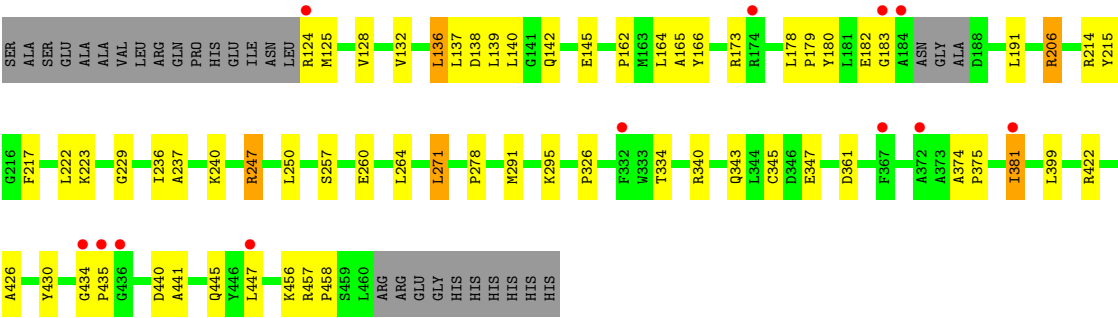 SER ALA SER GLU ALA ALA VAL LEU ARG GLN PRO HIS GLU ILE ASN LEU R124 M125 V128 V132 L136 L137 D138 L139 L140 G141 Q142 E145 P162 M163 L164 A165 Y166 R173 R174 L178 P179 Y180 L181 E182 G183 A184 ASN GLY ALA D188 L191 R206 R214 Y215
G216 F217 L222 K223 G229 I236 A237 K240 R247 L250 S257 E260 L264 L271 P278 M291 K295 P326 F332 W333 T334 R340 Q343 L344 C345 D346 E347 D361 F367 A372 A373 A374 P375 I381 L399 R422
A426 Y430 G434 P435 G436 D440 A441 Q445 Y446 L447 K456 R457 P458 S459 L460 ARG ARG GLU GLY HIS HIS HIS HIS HIS HIS